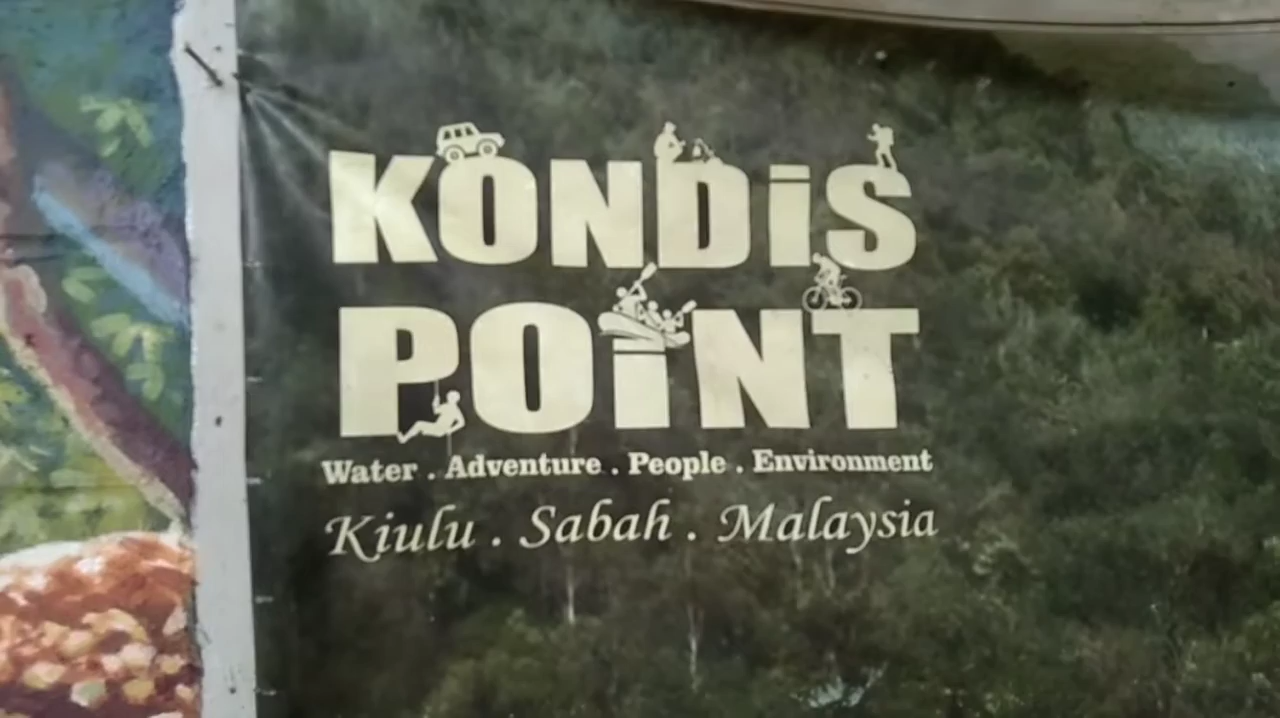 KONDiS
POiNT
Water . Adventure . People . Environment
Kiulu . Sabah . Malaysia